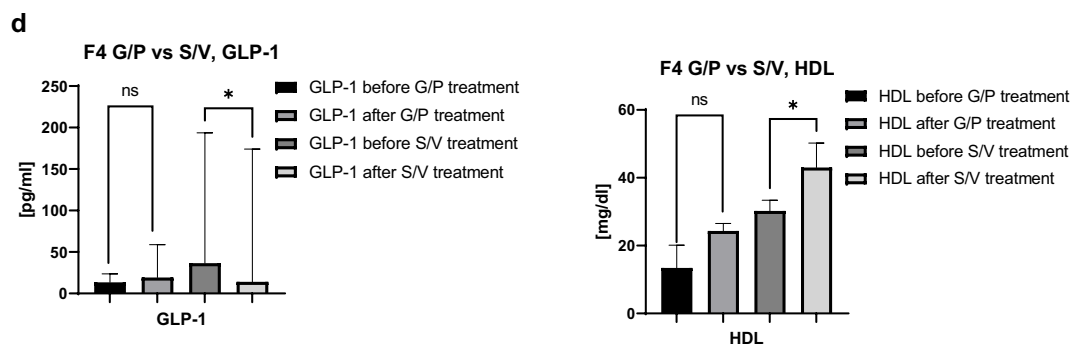 d
F4 G/P vs S/V, GLP-1
250
200
150
100
50
0
[pg/ml]
ns
*
GLP-1
GLP-1 before G/P treatment
GLP-1 after G/P treatment
GLP-1 before S/V treatment
GLP-1 after S/V treatment
F4 G/P vs S/V, HDL
60
40
20
0
[mg/dl]
ns
*
HDL
HDL before G/P treatment
HDL after G/P treatment
HDL before S/V treatment
HDL after S/V treatment